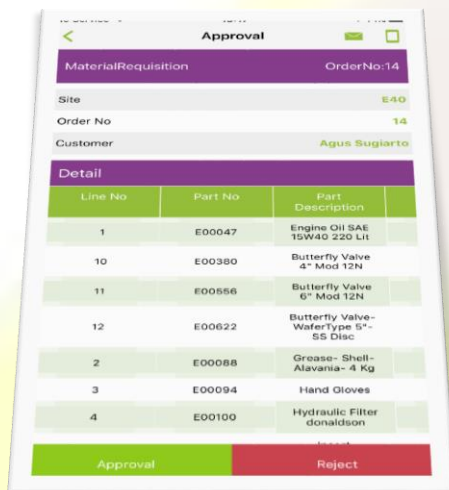 Approval
MaterialRequisition OrderNo:14
Site E40
Order No 14
Customer Agus Sugiarto
Detail
Line No Part No Part
Description
1 E00047 Engine Oil SAE
15W40 220 Lit
10 E00380 Butterfly Valve
4" Mod 12N
11 E00556 Butterfly Valve
6" Mod 12N
12 E00622 Butterfly Valve-
WaferType 5"-
SS Disc
2 E00088 Grease- Shell-
Alavania- 4 Kg
3 E00094 Hand Gloves
4 E00100 Hydraulic Filter
donaldson
Approval Reject